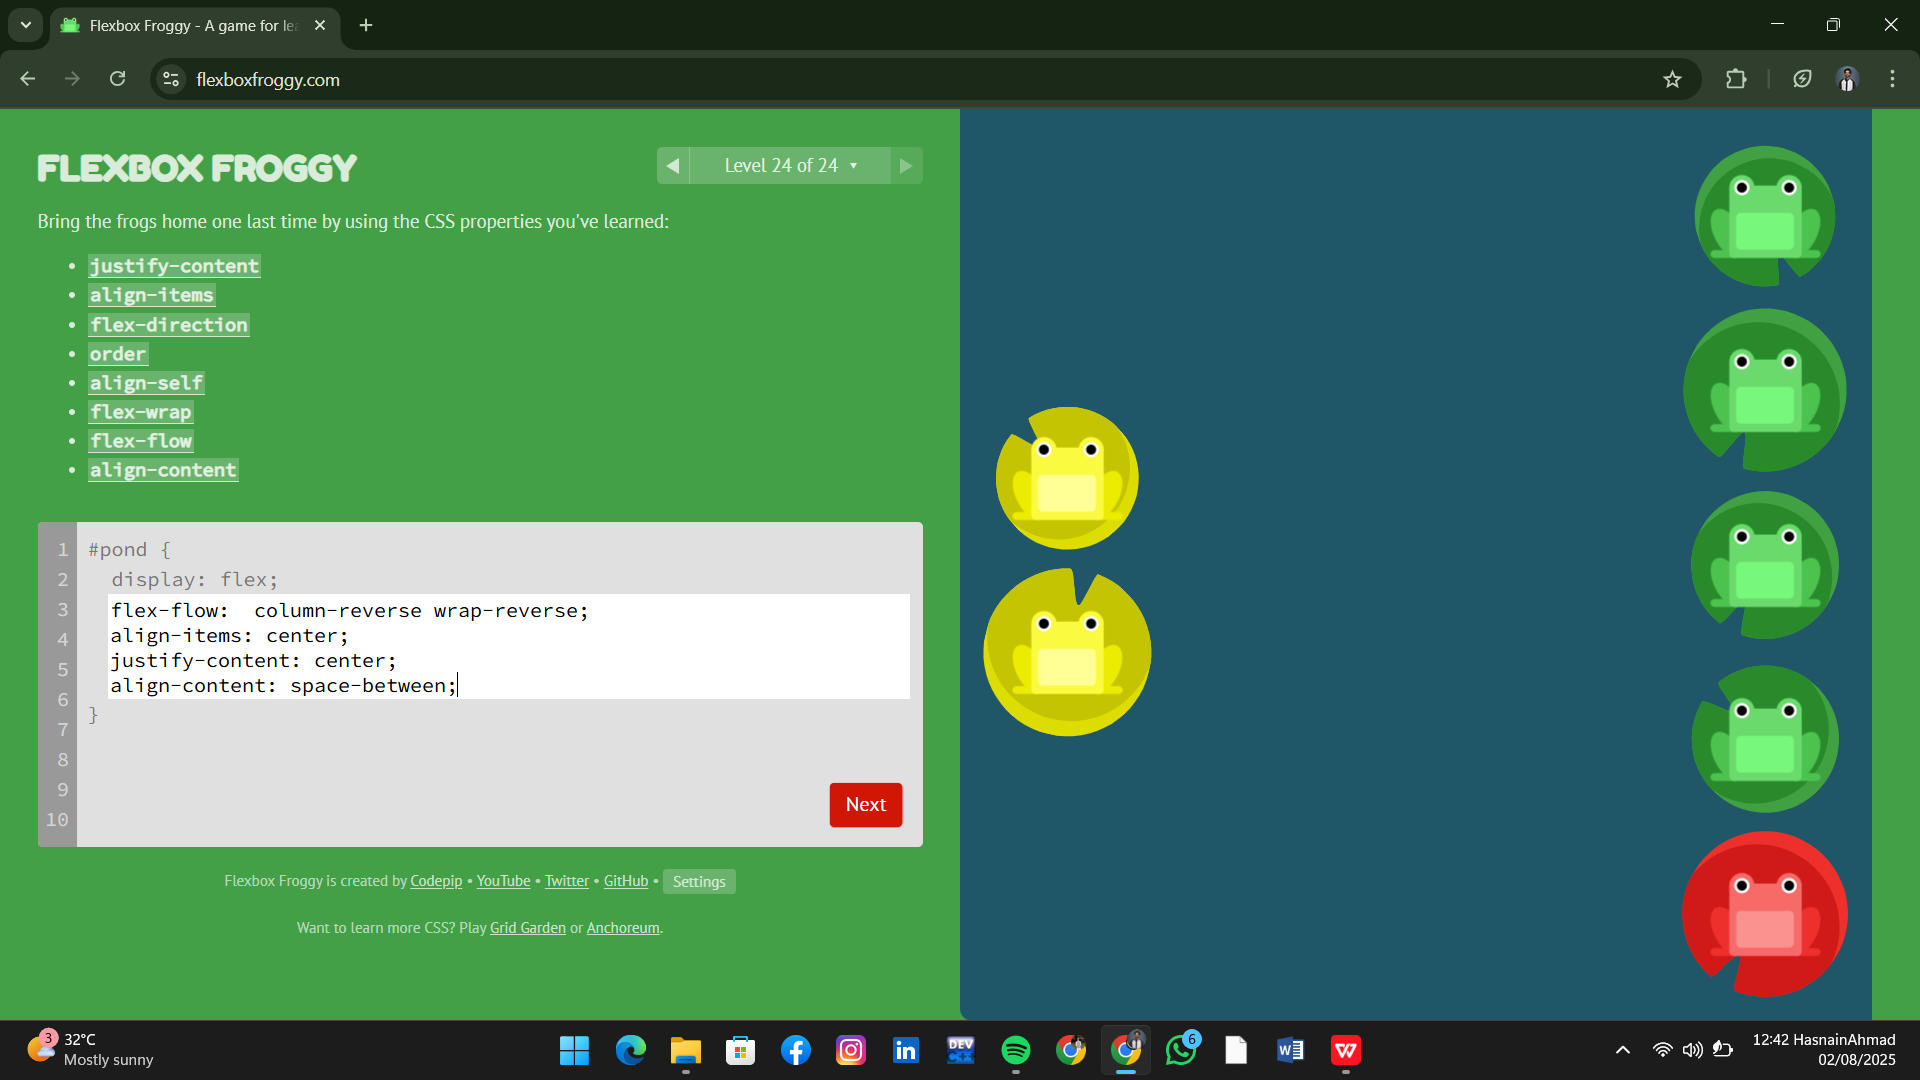 Flexbox Froggy - A game for le
flexboxfroggy.com
FLEXBOX FROGGY
Level 24 of 24
Bring the frogs home one last time by using the CSS properties you've learned:
justify-content
align-items
flex-direction
order
align-self
flex-wrap
flex-flow
align-content
1 #pond {
2 display: flex;
3 flex-flow:  column-reverse wrap-reverse;
4 align-items: center;
5 justify-content: center;
6 align-content: space-between;
7 }
8
9
10
Next
Flexbox Froggy is created by Codepip • YouTube • Twitter • GitHub • Settings
Want to learn more CSS? Play Grid Garden or Anchoreum.
3 32°C
Mostly sunny
DEV
6
12:42 HasnainAhmad
02/08/2025